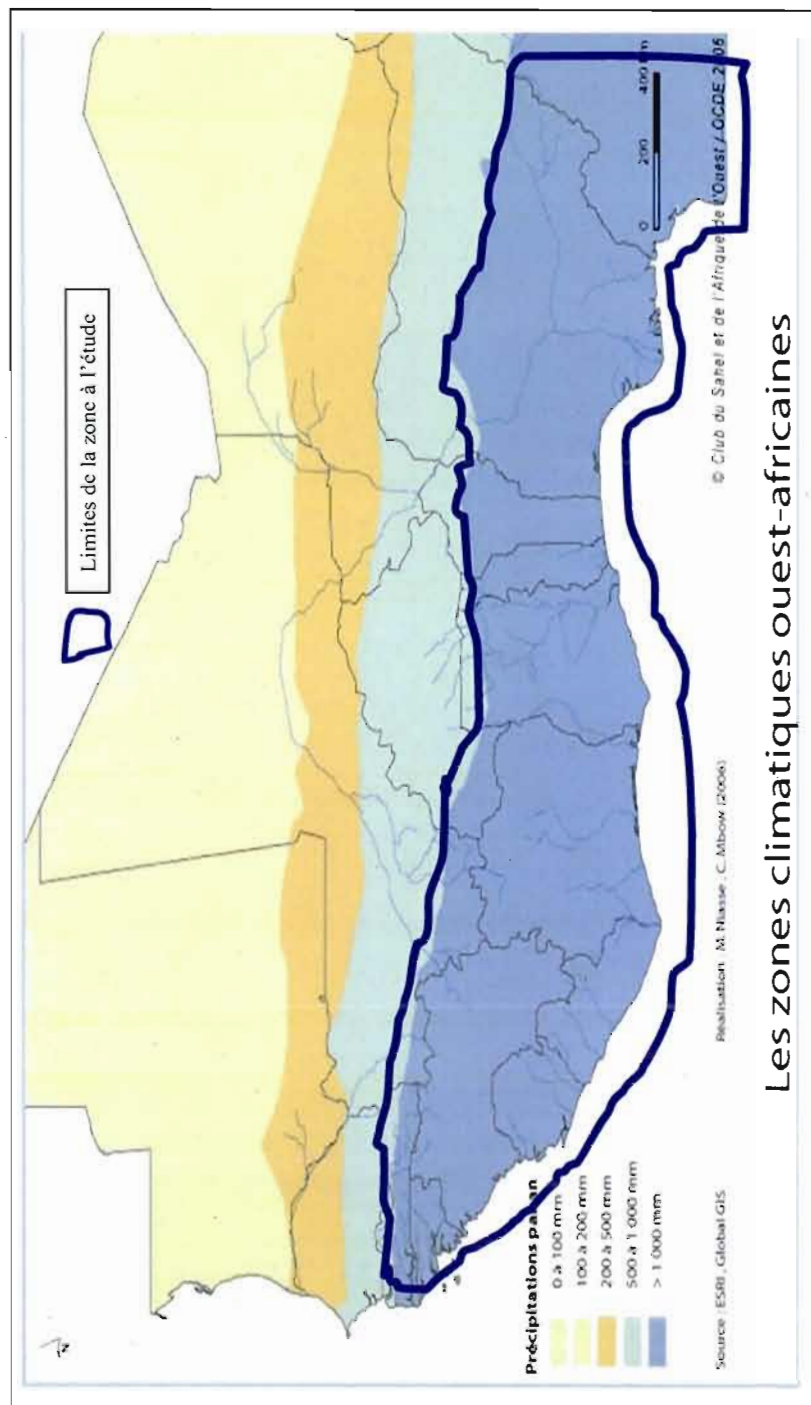 Limites de la zone à l'étude
N
Précipitations par an
0 à 100 mm
100 à 200 mm
200 à 500 mm
500 à 1 000 mm
> 1 000 mm
0 200 400 km
Source : ESRI, Global GIS
Réalisation : M. Niasse, C. Mbow (2006)
© Club du Sahel et de l'Afrique de l'Ouest / OCDE 2006
Les zones climatiques ouest-africaines